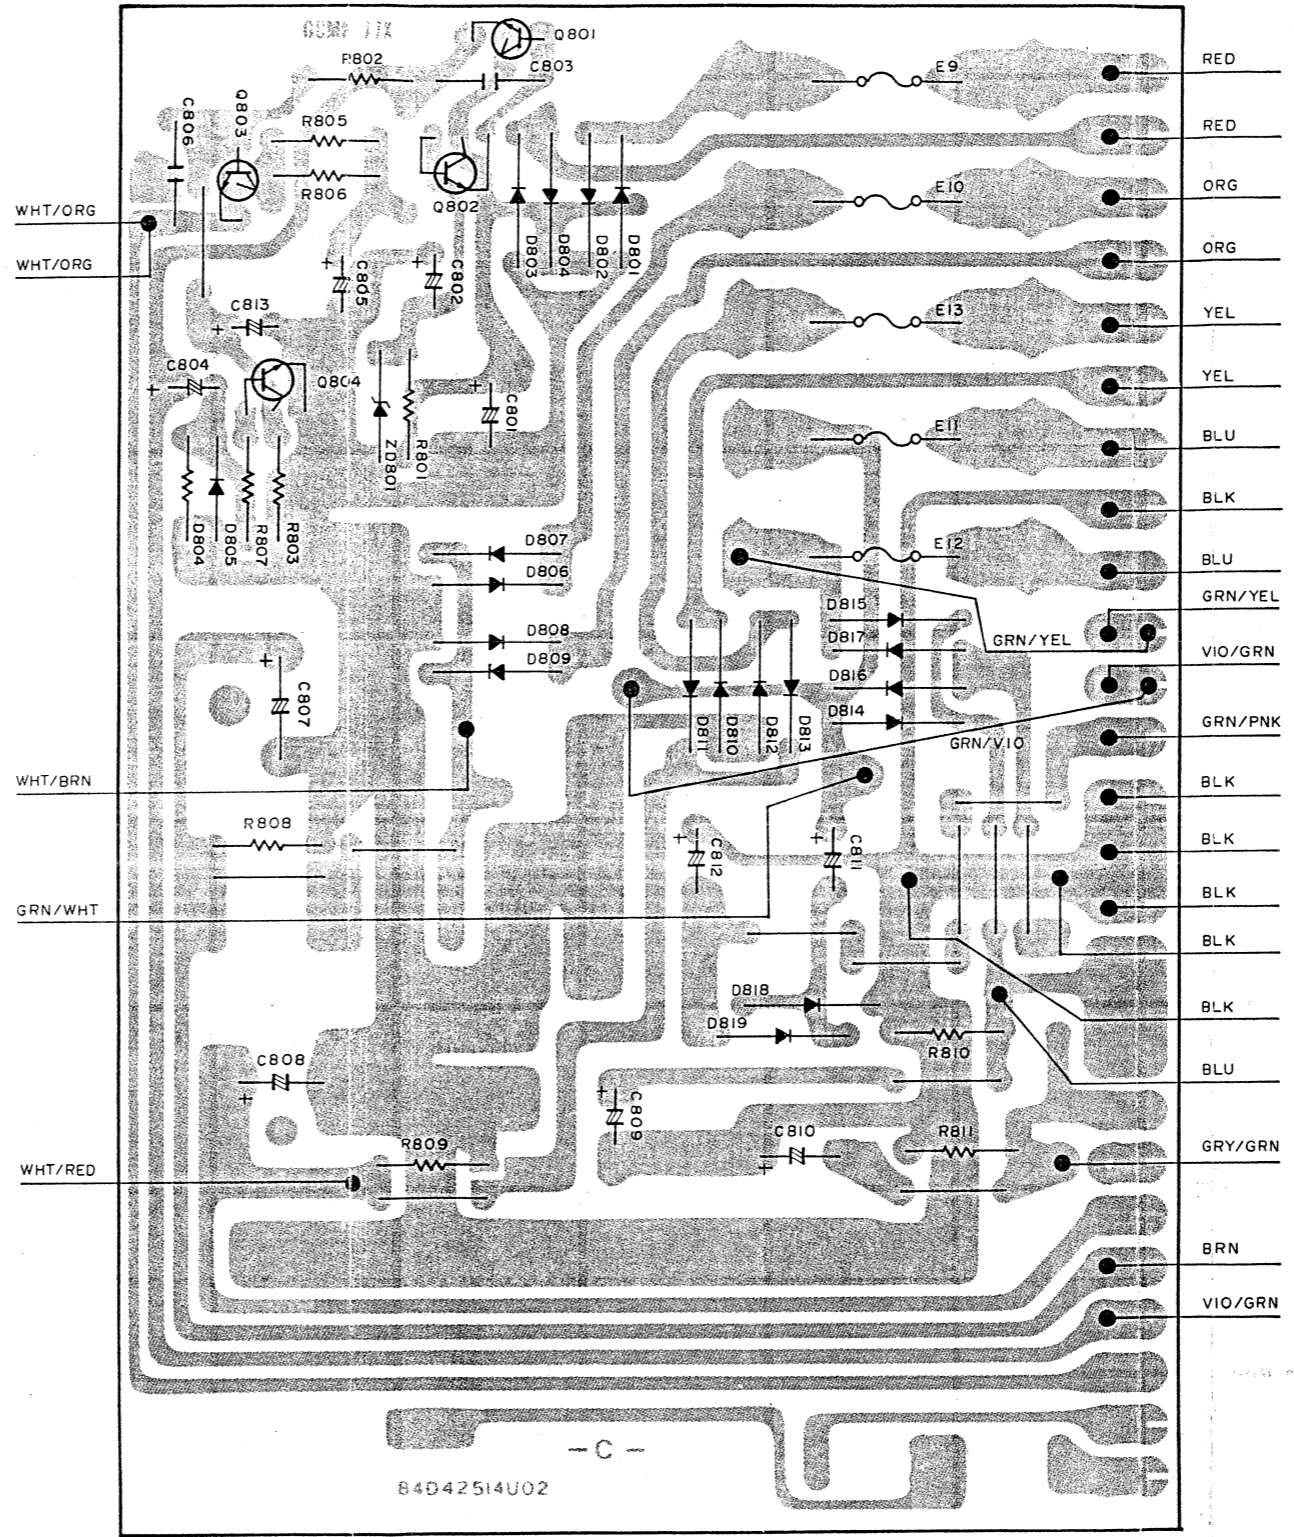 Q801
C803
R802
C806
Q803
R805
R806
Q802
E9
RED
RED
E10
ORG
ORG
WHT/ORG
WHT/ORG
D803
D804
D802
D801
C805
C802
C813
E13
YEL
YEL
C804
Q804
ZD801
R801
C801
E11
BLU
BLK
D804
D805
R807
R803
D807
D806
D808
D809
E12
BLU
GRN/YEL
GRN/YEL
D815
D817
D816
D814
VIO/GRN
GRN/PNK
GRN/VIO
C807
D811
D810
D812
D813
WHT/BRN
BLK
R808
C812
C811
BLK
GRN/WHT
BLK
BLK
D818
D819
BLK
R810
C808
BLU
C809
C810
R811
R809
WHT/RED
GRY/GRN
BRN
VIO/GRN
- C -
84D42514U02